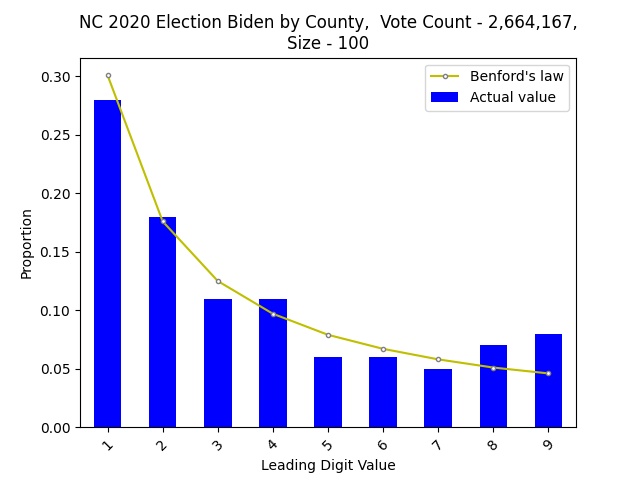 NC 2020 Election Biden by County,  Vote Count - 2,664,167,
Size - 100
Benford's law
Actual value
0.30
0.25
0.20
0.15
0.10
0.05
0.00
Proportion
1 2 3 4 5 6 7 8 9
Leading Digit Value